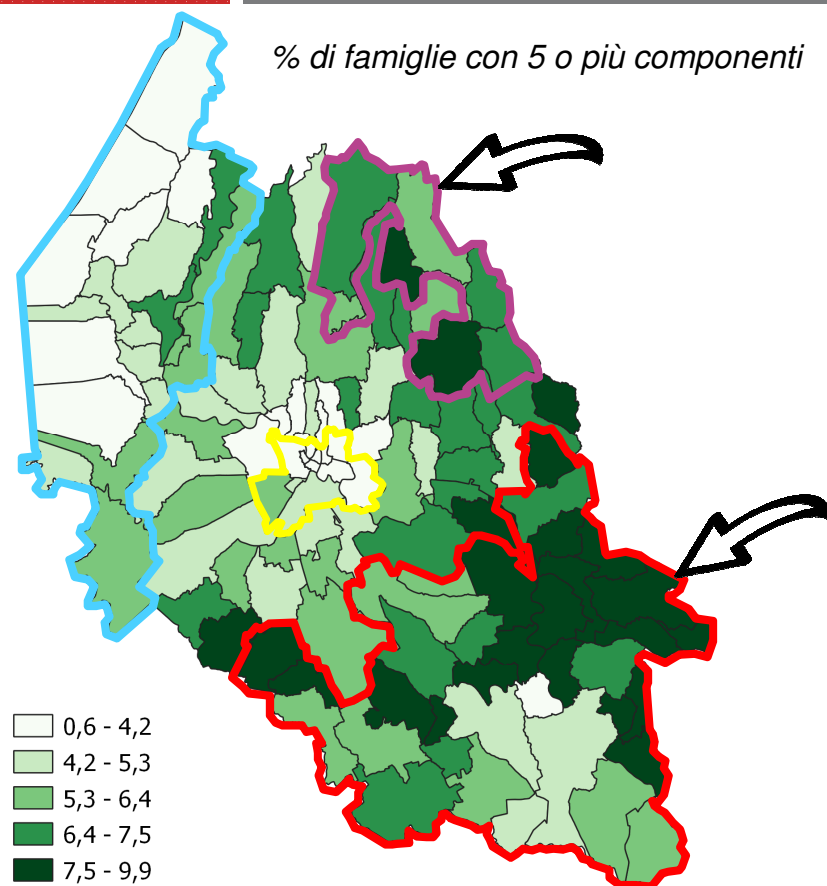 % di famiglie con 5 o più componenti
0,6 - 4,2
4,2 - 5,3
5,3 - 6,4
6,4 - 7,5
7,5 - 9,9